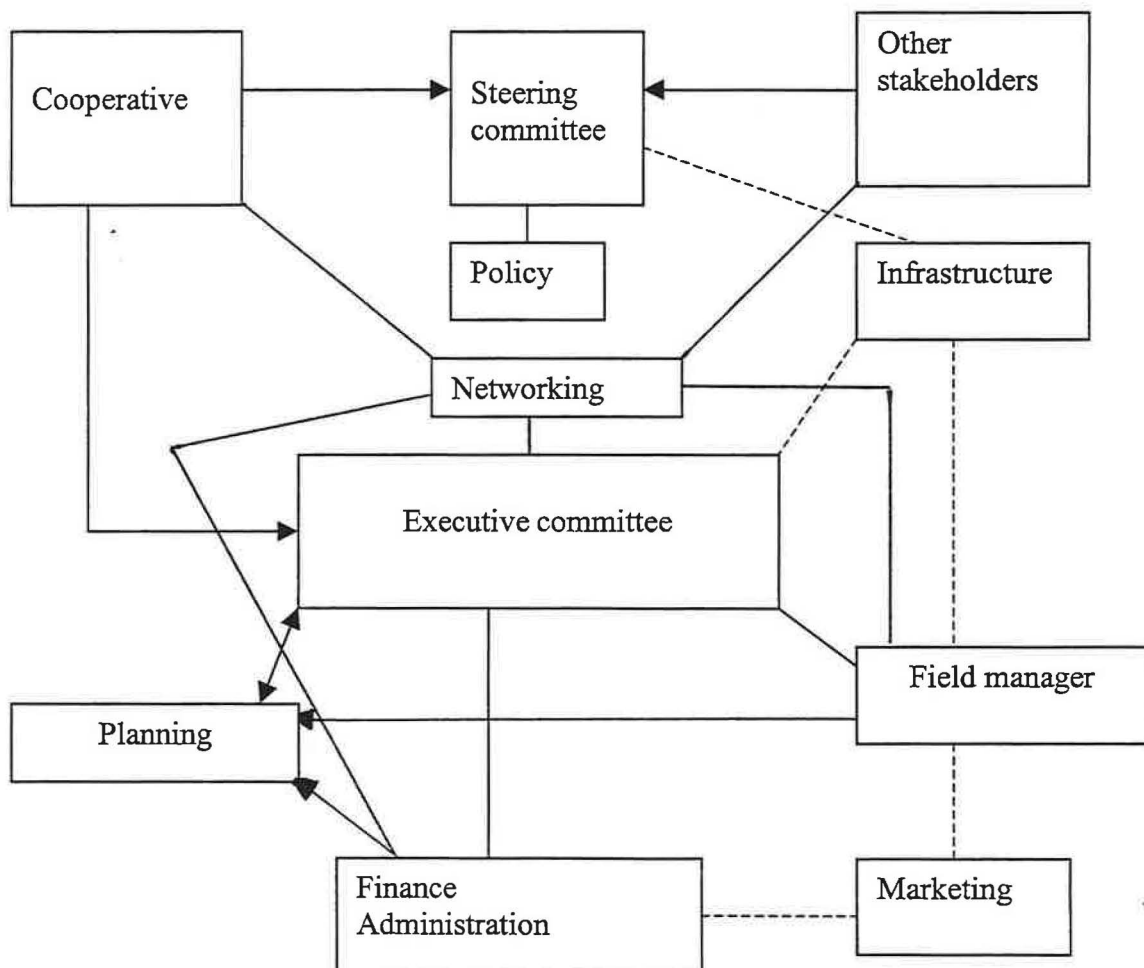 Cooperative
Steering
committee
Other
stakeholders
Policy
Infrastructure
Networking
Executive committee
Field manager
Planning
Finance
Administration
Marketing